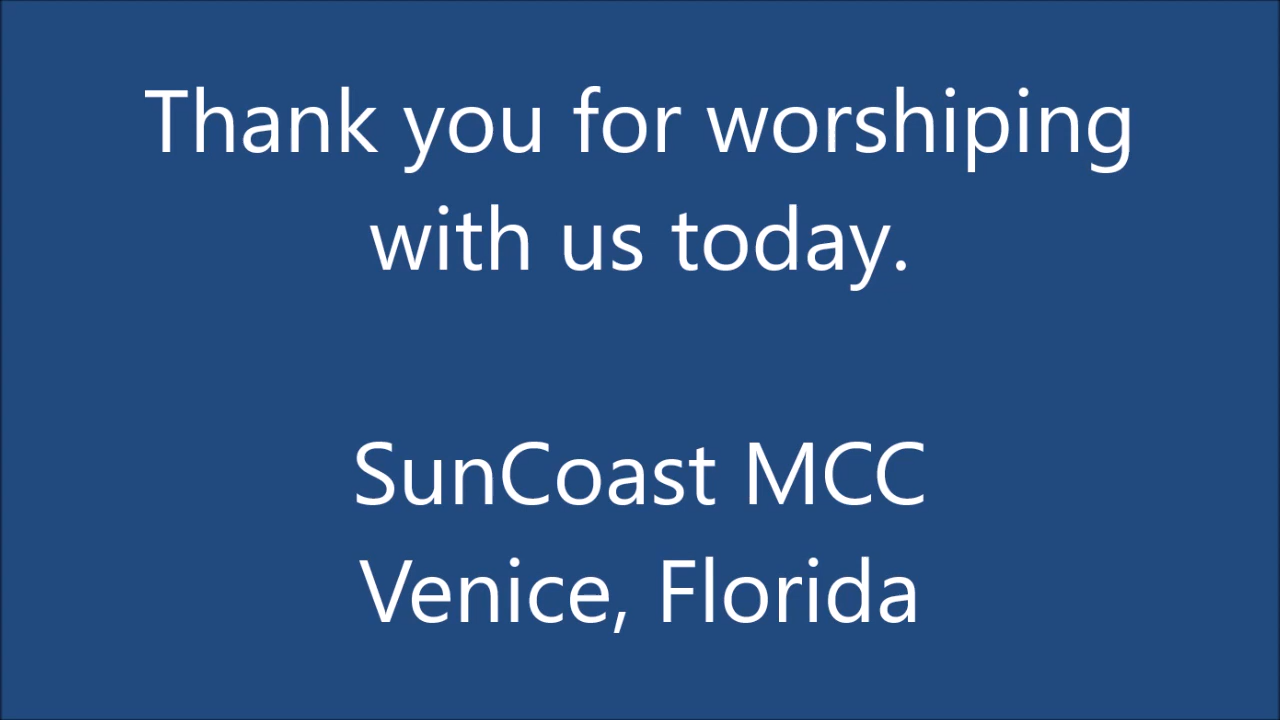 Thank you for worshiping
with us today.
SunCoast MCC
Venice, Florida